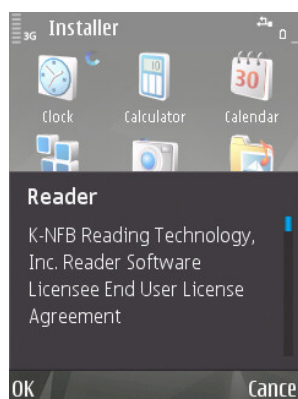 3G Installer
30
Clock Calculator Calendar
Reader
K-NFB Reading Technology,
Inc. Reader Software
Licensee End User License
Agreement
OK Cance